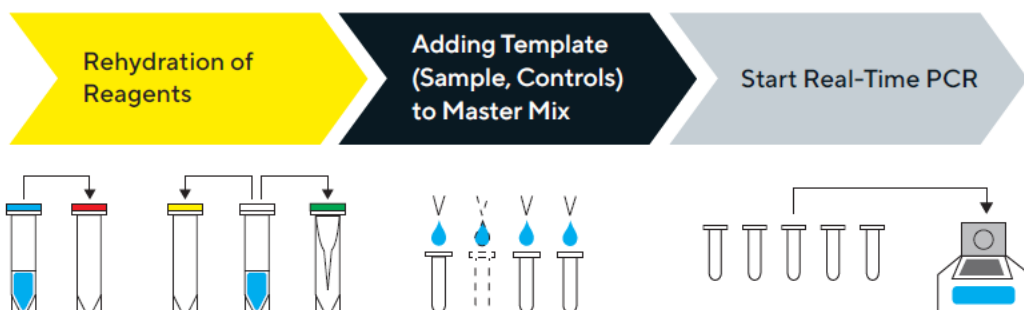 Rehydration of
Reagents
Adding Template
(Sample, Controls)
to Master Mix
Start Real-Time PCR